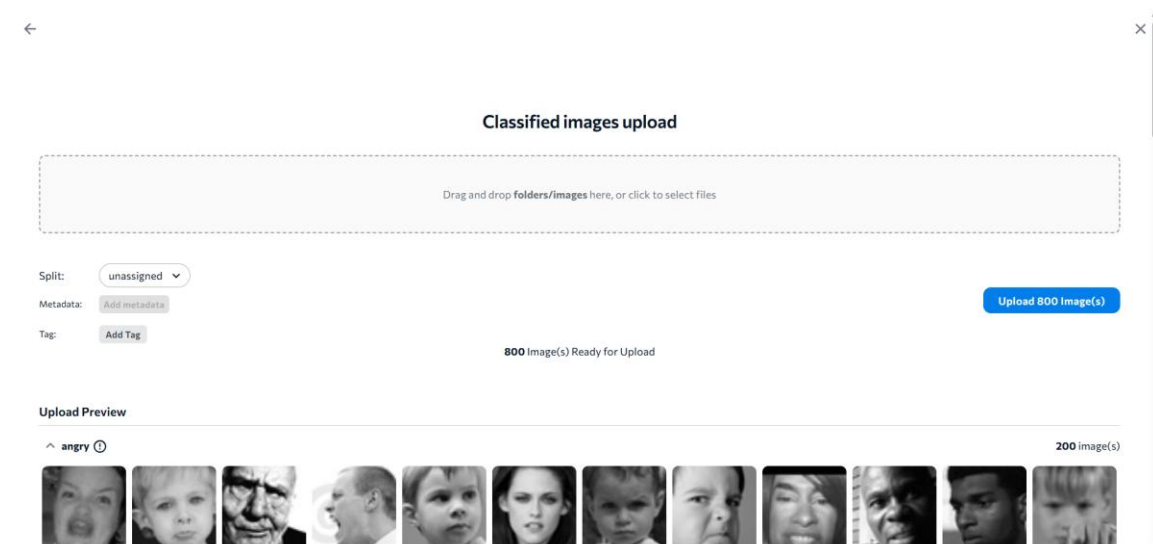 Classified images upload
Drag and drop folders/images here, or click to select files
Split: unassigned
Metadata: Add metadata
Upload 800 Image(s)
Tag: Add Tag
800 Image(s) Ready for Upload
Upload Preview
angry 200 image(s)